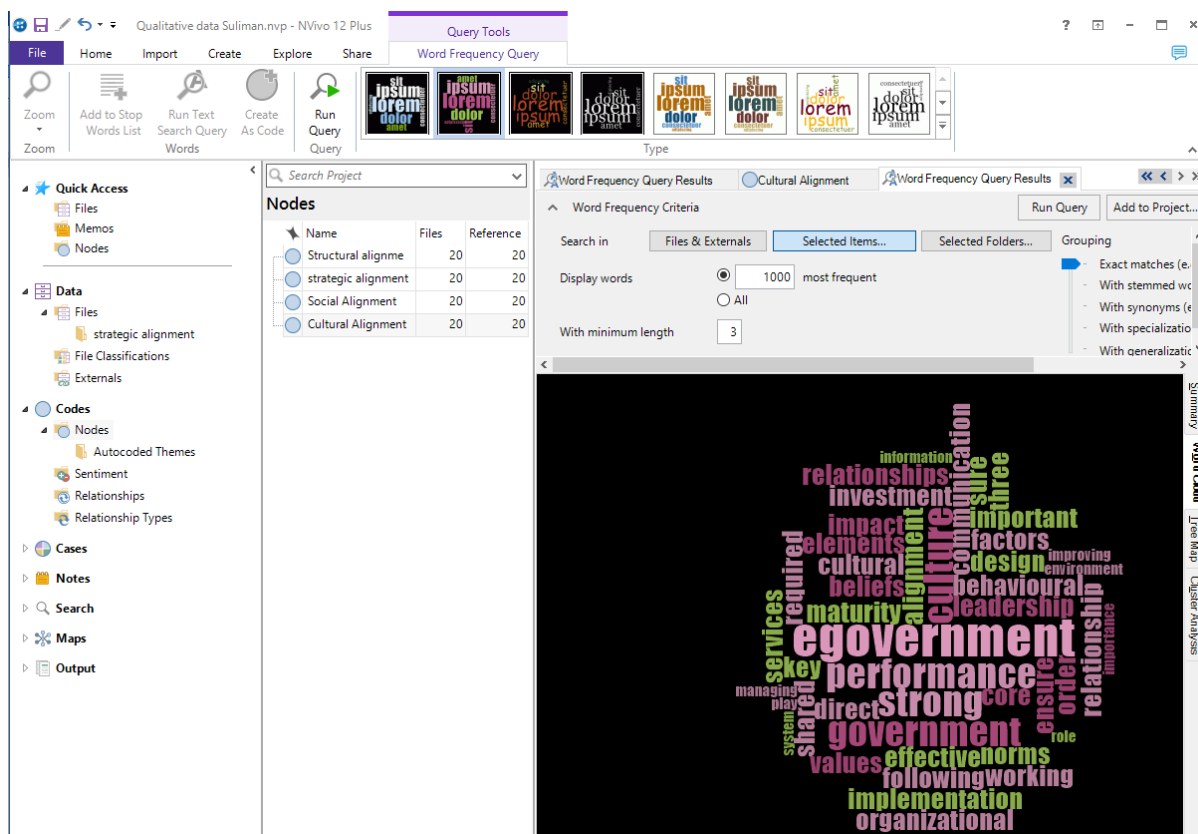 Qualitative data Suliman.nvp - NVivo 12 Plus
Query Tools
?
File
Home
Import
Create
Explore
Share
Word Frequency Query
Zoom
Add to Stop Words List
Run Text Search Query
Create As Code
Run Query
Zoom
Words
Query
Type
sit ipsum lorem dolor amet consectetuer
Quick Access
Files
Memos
Nodes
Data
Files
strategic alignment
File Classifications
Externals
Codes
Nodes
Autocoded Themes
Sentiment
Relationships
Relationship Types
Cases
Notes
Search
Maps
Output
Search Project
Nodes
Name Files Reference
Structural alignme 20 20
strategic alignment 20 20
Social Alignment 20 20
Cultural Alignment 20 20
Word Frequency Query Results
Cultural Alignment
Word Frequency Query Results
Word Frequency Criteria
Run Query
Add to Project...
Search in
Files & Externals
Selected Items...
Selected Folders...
Grouping
Display words
1000 most frequent
All
With minimum length
3
Exact matches (e.
With stemmed wo
With synonyms (e
With specializatio
With generalizatic
Summary
Word Cloud
Tree Map
Cluster Analysis
communication
information
sure
three
relationships
investment
impact
important
elements
alignment
culture
factors
required
cultural
design
improving
environment
beliefs
behavioural
services
maturity
leadership
relationship
importance
egovernment
key
performance
ensure
order
managing
play
shared
direct
strong
core
system
government
role
values
effective
norms
following
working
implementation
organizational